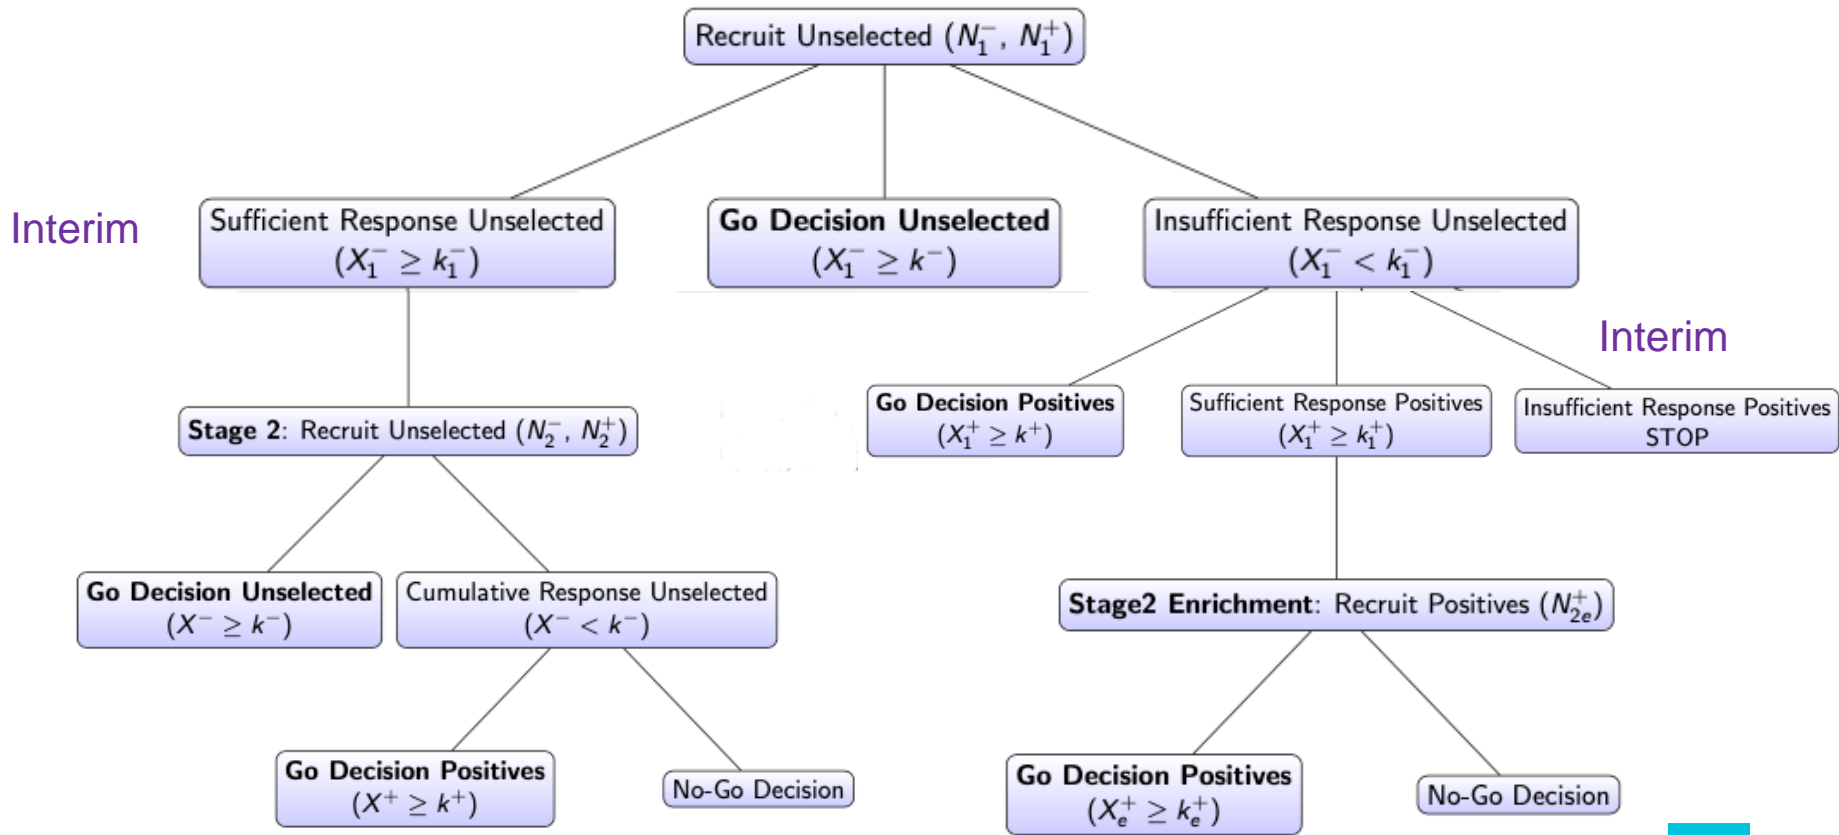 Recruit Unselected (N₁⁻, N₁⁺)
Interim
Sufficient Response Unselected
(X₁⁻ ≥ k₁⁻)
Go Decision Unselected
(X₁⁻ ≥ k⁻)
Insufficient Response Unselected
(X₁⁻ < k₁⁻)
Interim
Go Decision Positives
(X₁⁺ ≥ k⁺)
Sufficient Response Positives
(X₁⁺ ≥ k₁⁺)
Insufficient Response Positives
STOP
Stage 2: Recruit Unselected (N₂⁻, N₂⁺)
Go Decision Unselected
(X⁻ ≥ k⁻)
Cumulative Response Unselected
(X⁻ < k⁻)
Stage2 Enrichment: Recruit Positives (N₂ₑ⁺)
Go Decision Positives
(X⁺ ≥ k⁺)
No-Go Decision
Go Decision Positives
(Xₑ⁺ ≥ kₑ⁺)
No-Go Decision